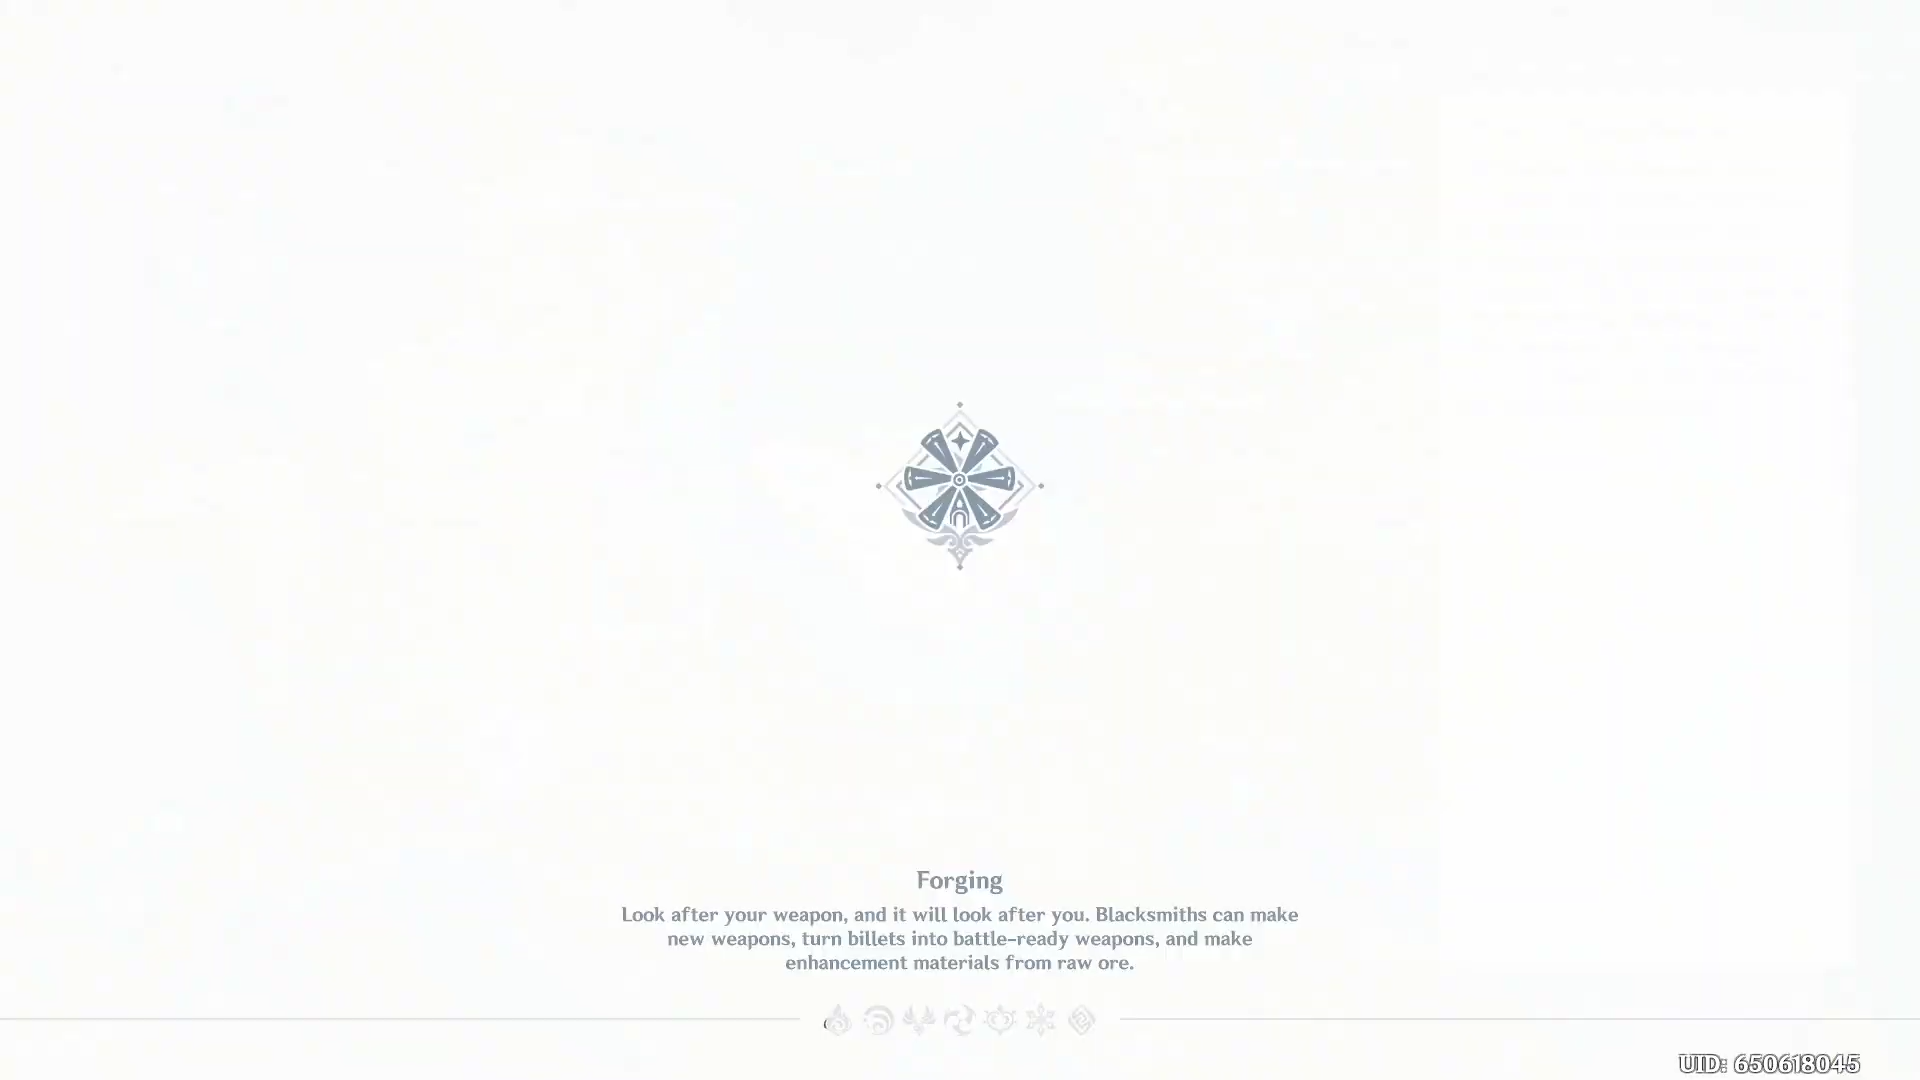 Forging
Look after your weapon, and it will look after you. Blacksmiths can make
new weapons, turn billets into battle-ready weapons, and make
enhancement materials from raw ore.
UID: 650618045